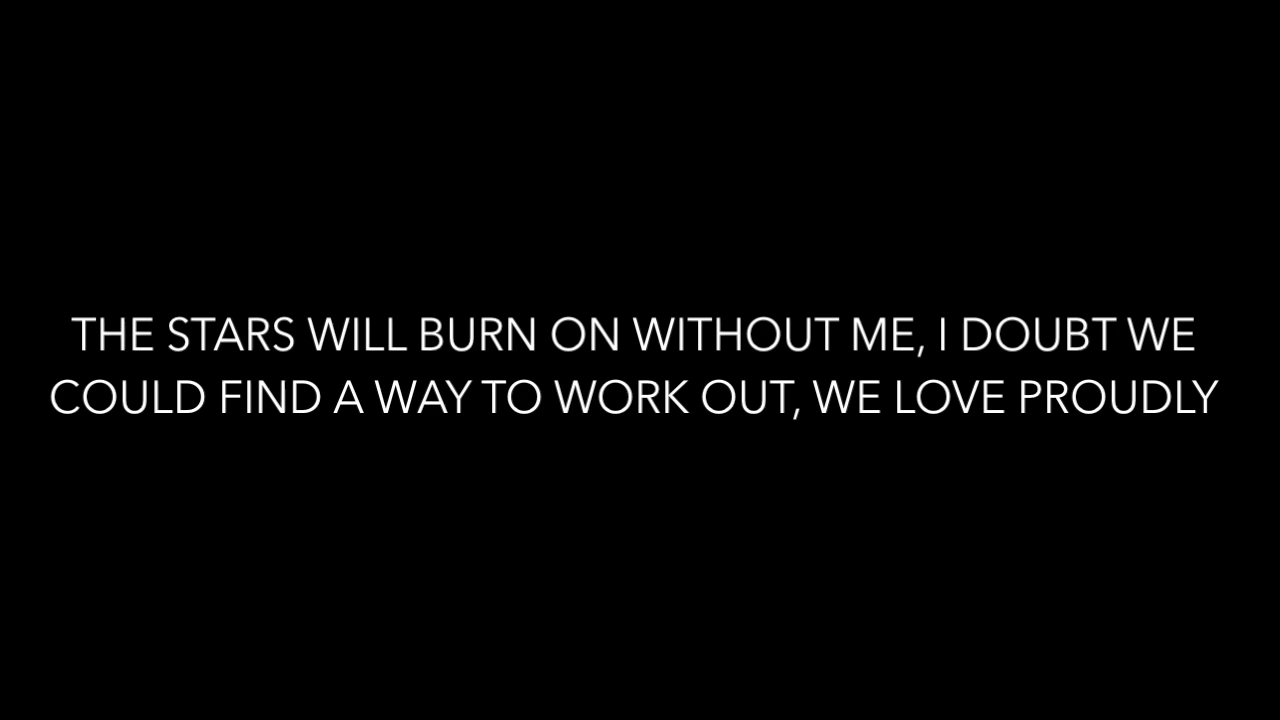 THE STARS WILL BURN ON WITHOUT ME, I DOUBT WE
COULD FIND A WAY TO WORK OUT, WE LOVE PROUDLY